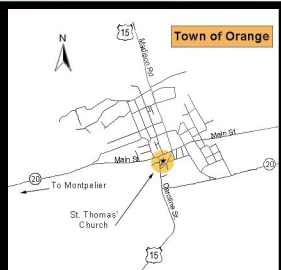 15
Town of Orange
N
Madison Rd
Main St
Main St
20
20
To Montpelier
St. Thomas'
Church
Caroline St.
15